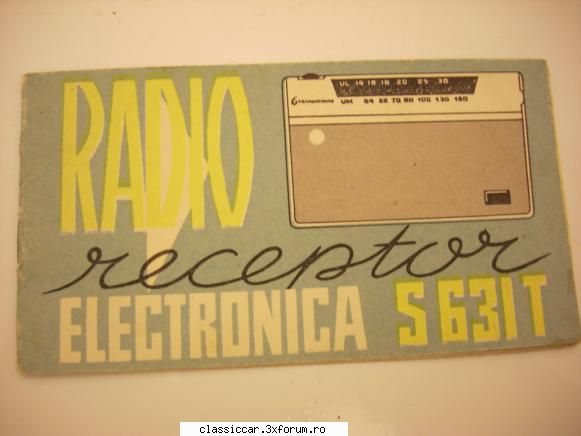 RADIO
receptor
ELECTRONICA S 631 T
UL 14 16 18 20 25 30
6 TRANZISTOARE UM 54 60 70 80 100 130 160
classiccar.3xforum.ro